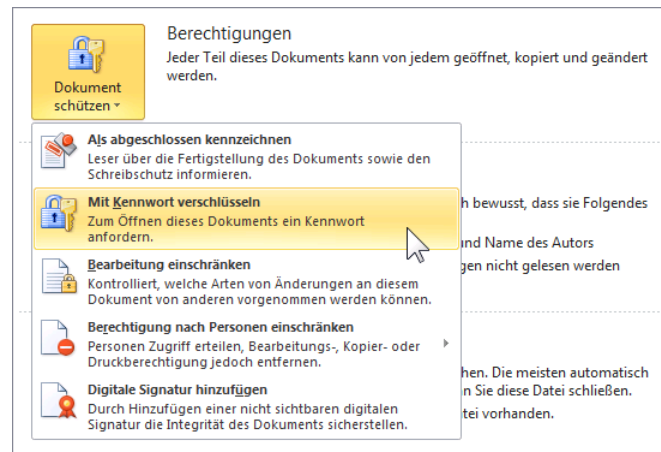 Berechtigungen
Jeder Teil dieses Dokuments kann von jedem geöffnet, kopiert und geändert
werden.
Dokument
schützen
Als abgeschlossen kennzeichnen
Leser über die Fertigstellung des Dokuments sowie den
Schreibschutz informieren.
Mit Kennwort verschlüsseln
Zum Öffnen dieses Dokuments ein Kennwort
anfordern.
Bearbeitung einschränken
Kontrolliert, welche Arten von Änderungen an diesem
Dokument von anderen vorgenommen werden können.
Berechtigung nach Personen einschränken
Personen Zugriff erteilen, Bearbeitungs-, Kopier- oder
Druckberechtigung jedoch entfernen.
Digitale Signatur hinzufügen
Durch Hinzufügen einer nicht sichtbaren digitalen
Signatur die Integrität des Dokuments sicherstellen.
bewusst, dass sie Folgendes
und Name des Autors
gen nicht gelesen werden
hen. Die meisten automatisch
n Sie diese Datei schließen.
tei vorhanden.